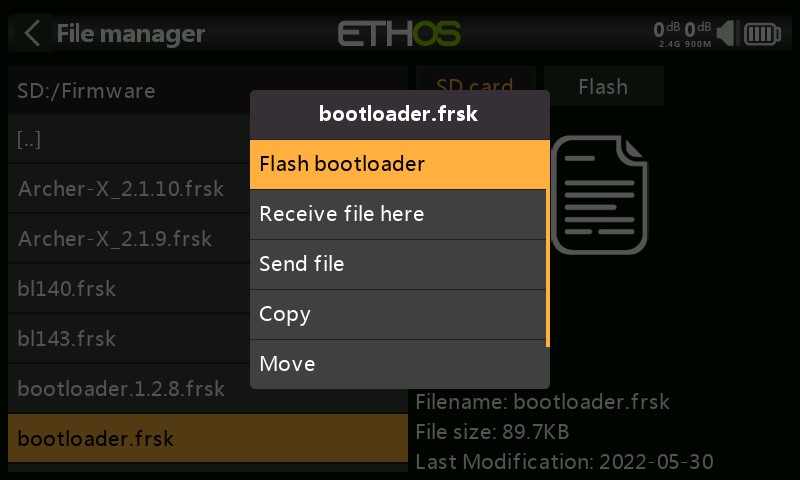 File manager
ETHOS
0dB 0dB
2.4G 900M
SD:/Firmware
SD card
Flash
[..]
Archer-X_2.1.10.frsk
Archer-X_2.1.9.frsk
bl140.frsk
bl143.frsk
bootloader.1.2.8.frsk
bootloader.frsk
bootloader.frsk
Flash bootloader
Receive file here
Send file
Copy
Move
Filename: bootloader.frsk
File size: 89.7KB
Last Modification: 2022-05-30